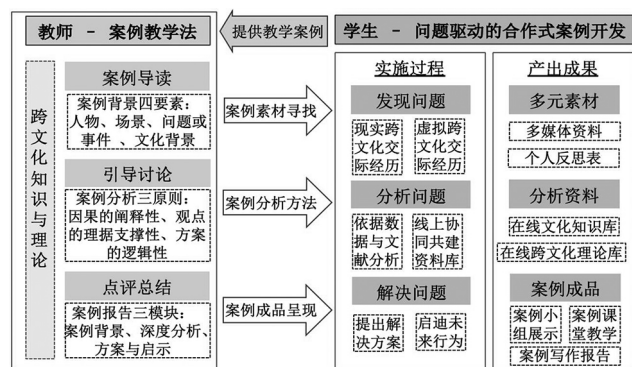 教师 - 案例教学法
提供教学案例
学生 - 问题驱动的合作式案例开发
跨文化知识与理论
案例导读
案例背景四要素：
人物、场景、问题或
事件、文化背景
引导讨论
案例分析三原则：
因果的阐释性、观点
的理据支撑性、方案
的逻辑性
点评总结
案例报告三模块：
案例背景、深度分析、
方案与启示
案例素材寻找
案例分析方法
案例成品呈现
实施过程
发现问题
现实跨
文化交
际经历
虚拟跨
文化交
际经历
分析问题
依据数
据与文
献分析
线上协
同共建
资料库
解决问题
提出解
决方案
启迪未
来行为
产出成果
多元素材
多媒体资料
个人反思表
分析资料
在线文化知识库
在线跨文化理论库
案例成品
案例小
组展示
案例课
堂教学
案例写作报告